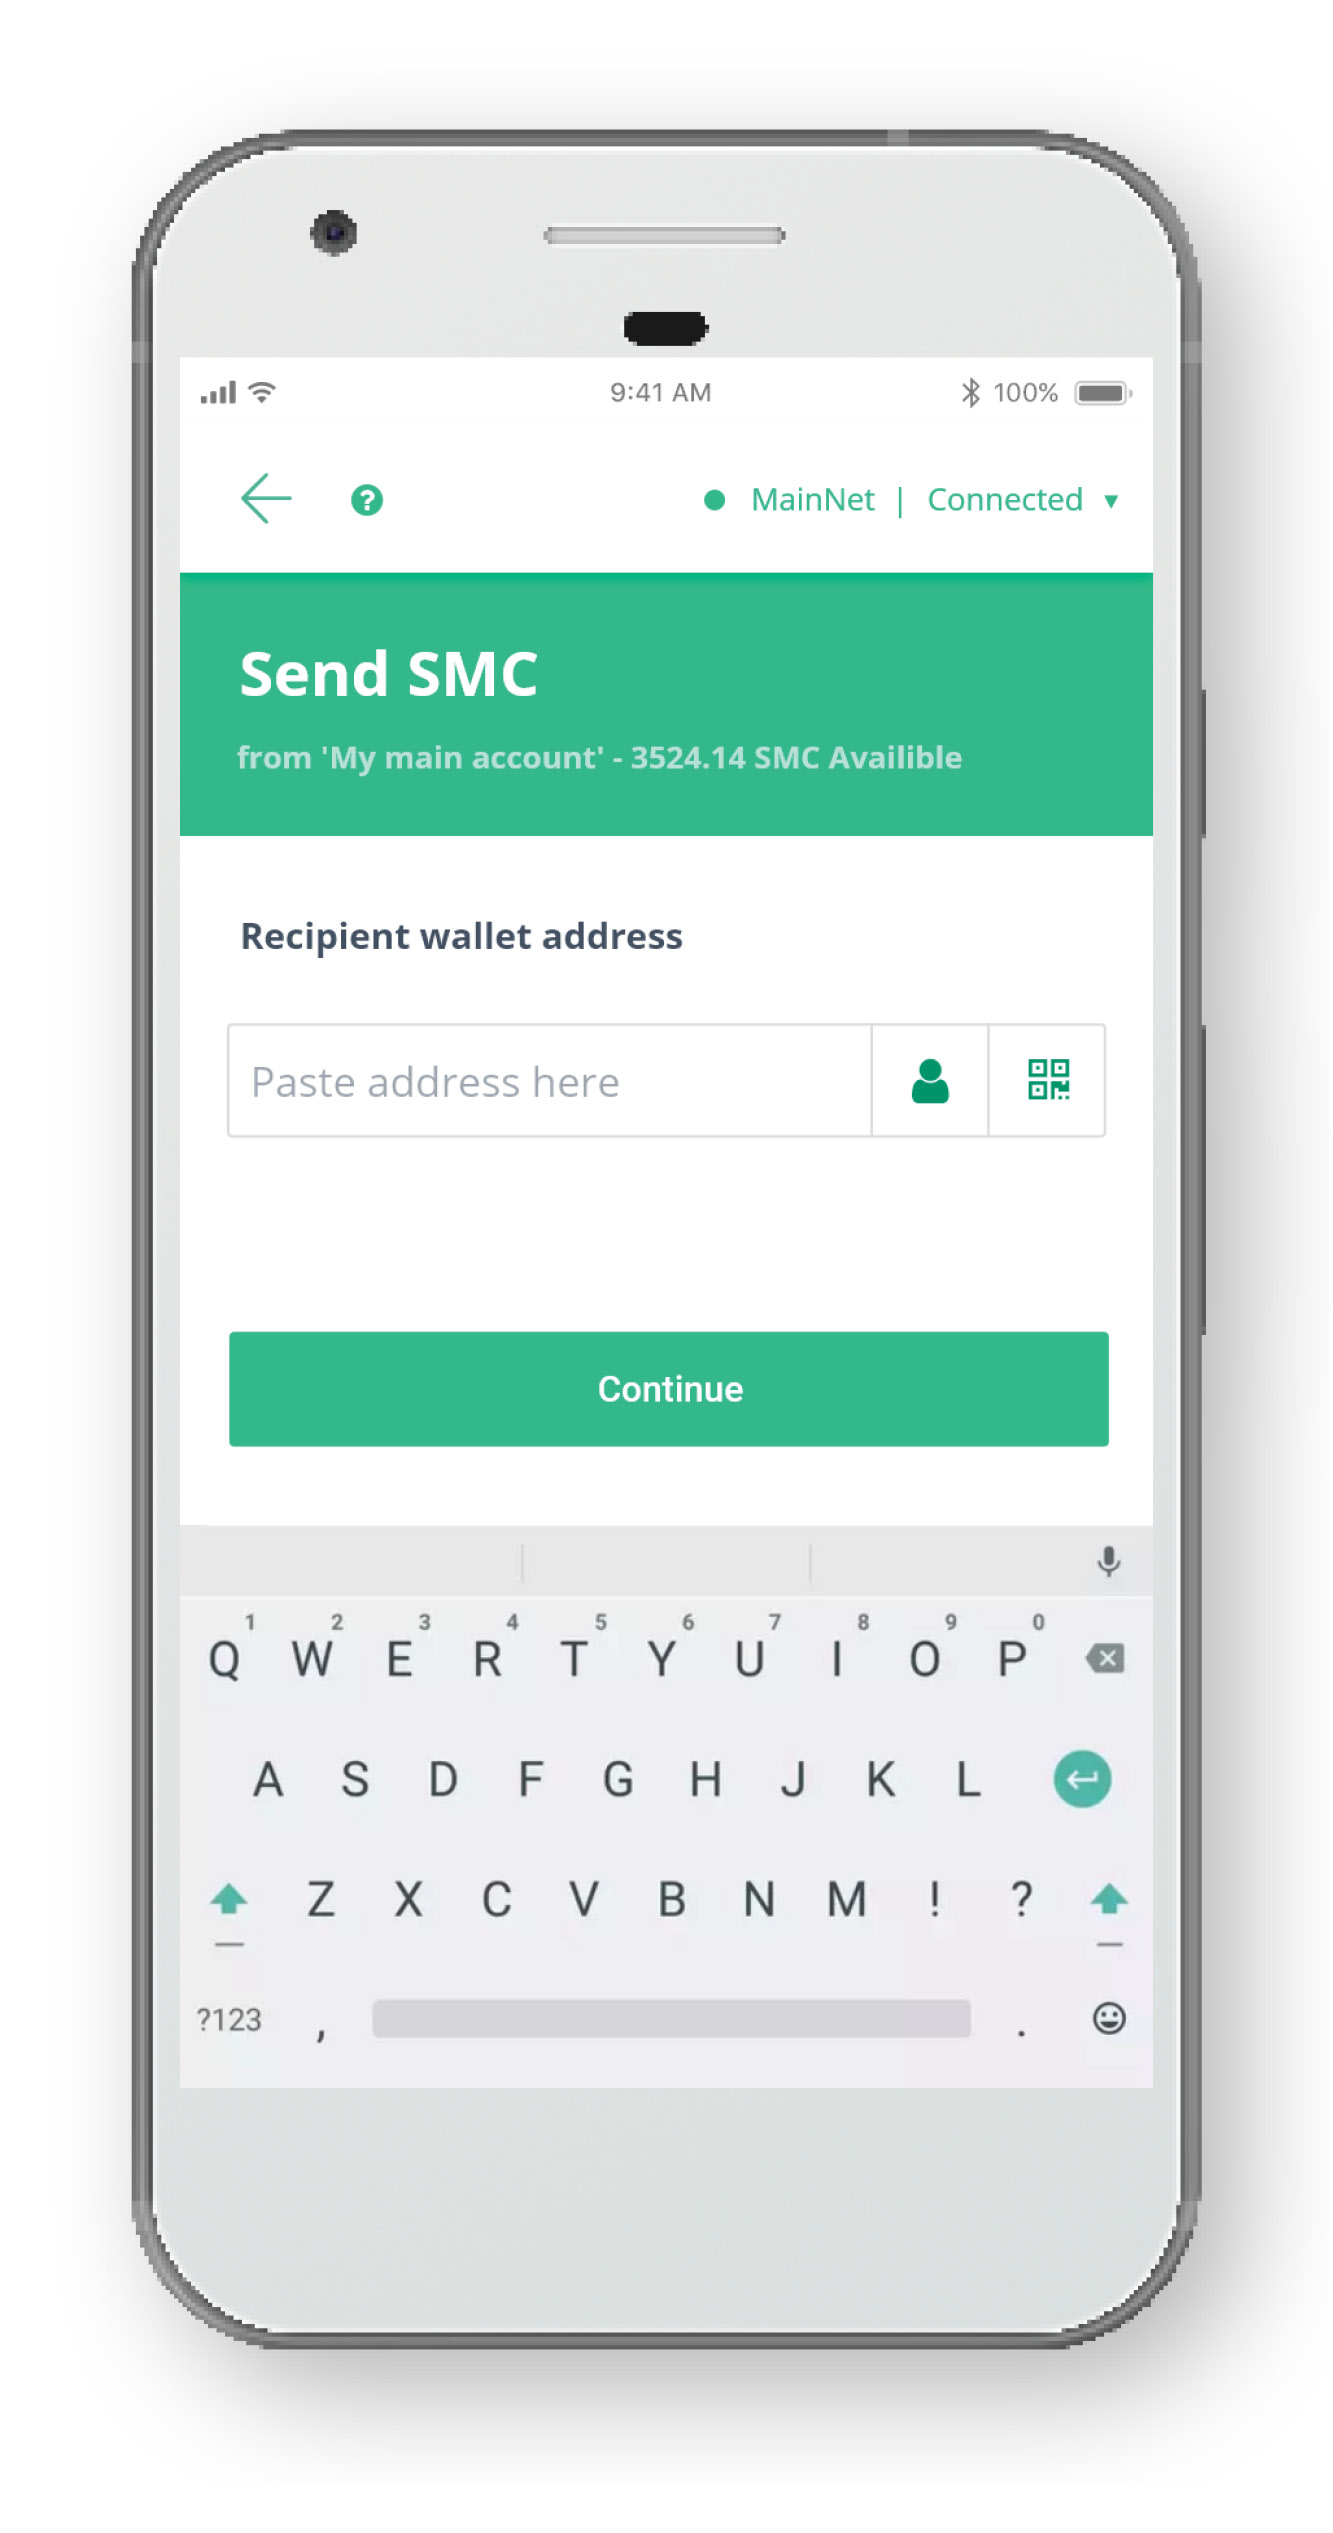 9:41 AM 100%
? MainNet | Connected ▾
Send SMC
from 'My main account' - 3524.14 SMC Availible
Recipient wallet address
Paste address here
Continue
1 2 3 4 5 6 7 8 9 0
Q W E R T Y U I O P
A S D F G H J K L
Z X C V B N M ! ?
?123 , .